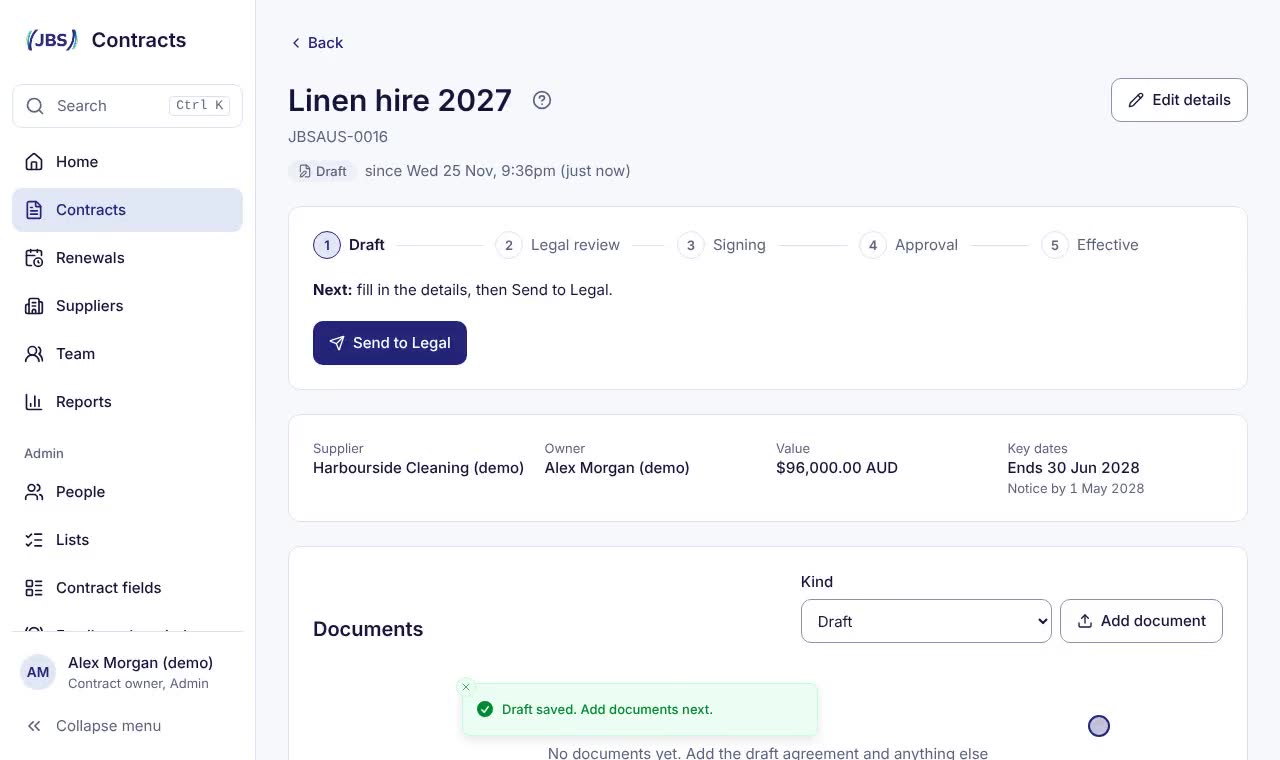 JBS Contracts
Search Ctrl K
Home
Contracts
Renewals
Suppliers
Team
Reports
Admin
People
Lists
Contract fields
AM
Alex Morgan (demo)
Contract owner, Admin
Collapse menu
Back
Linen hire 2027
Edit details
JBSAUS-0016
Draft since Wed 25 Nov, 9:36pm (just now)
1 Draft 2 Legal review 3 Signing 4 Approval 5 Effective
Next: fill in the details, then Send to Legal.
Send to Legal
Supplier Owner Value Key dates
Harbourside Cleaning (demo) Alex Morgan (demo) $96,000.00 AUD Ends 30 Jun 2028
Notice by 1 May 2028
Kind
Documents Draft Add document
Draft saved. Add documents next.
No documents yet. Add the draft agreement and anything else